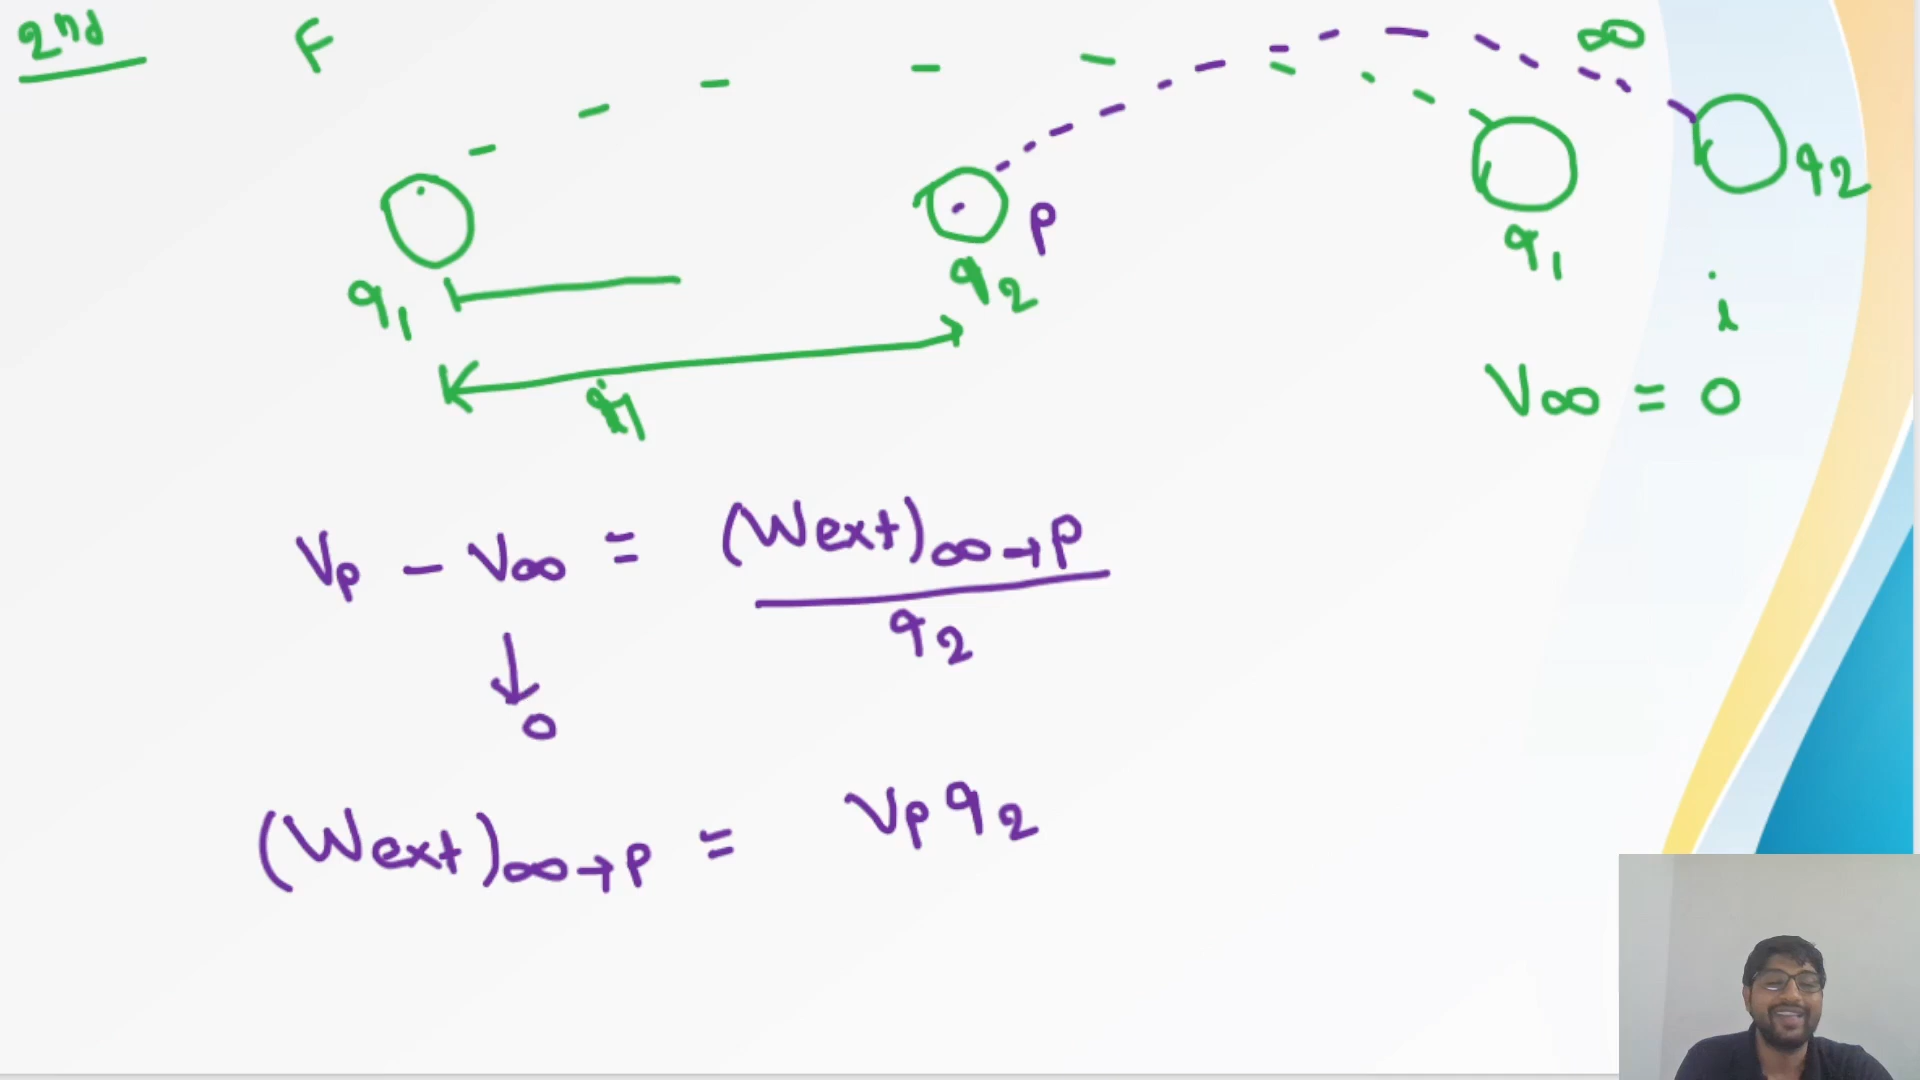 2nd F ∞
P
q1 q2 q1 q2
i
V∞ = 0
Vp - V∞ = (Wext)∞→p / q2
↓
0
(Wext)∞→p = Vp q2